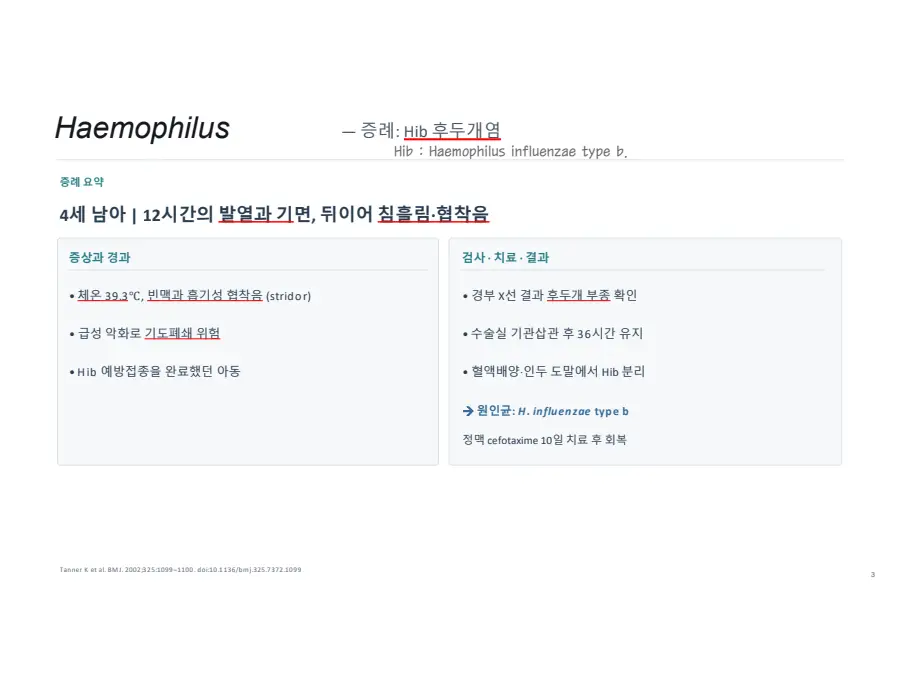 Haemophilus — 증례: Hib 후두개염
Hib : Haemophilus influenzae type b.
증례 요약
4세 남아 | 12시간의 발열과 기면, 뒤이어 침흘림·협착음
증상과 경과
• 체온 39.3℃, 빈맥과 흡기성 협착음 (stridor)
• 급성 악화로 기도폐쇄 위험
• Hib 예방접종을 완료했던 아동
검사 · 치료 · 결과
• 경부 X선 결과 후두개 부종 확인
• 수술실 기관삽관 후 36시간 유지
• 혈액배양·인두 도말에서 Hib 분리
→ 원인균: H. influenzae type b
정맥 cefotaxime 10일 치료 후 회복
Tanner K et al. BMJ. 2002;325:1099–1100. doi:10.1136/bmj.325.7372.1099
3